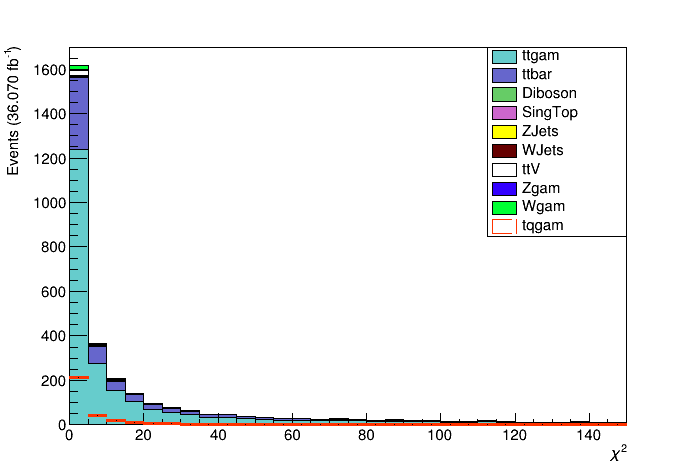 Events (36.070 fb⁻¹)
1600
1400
1200
1000
800
600
400
200
0
0 20 40 60 80 100 120 140
χ²
ttgam
ttbar
Diboson
SingTop
ZJets
WJets
ttV
Zgam
Wgam
tqgam